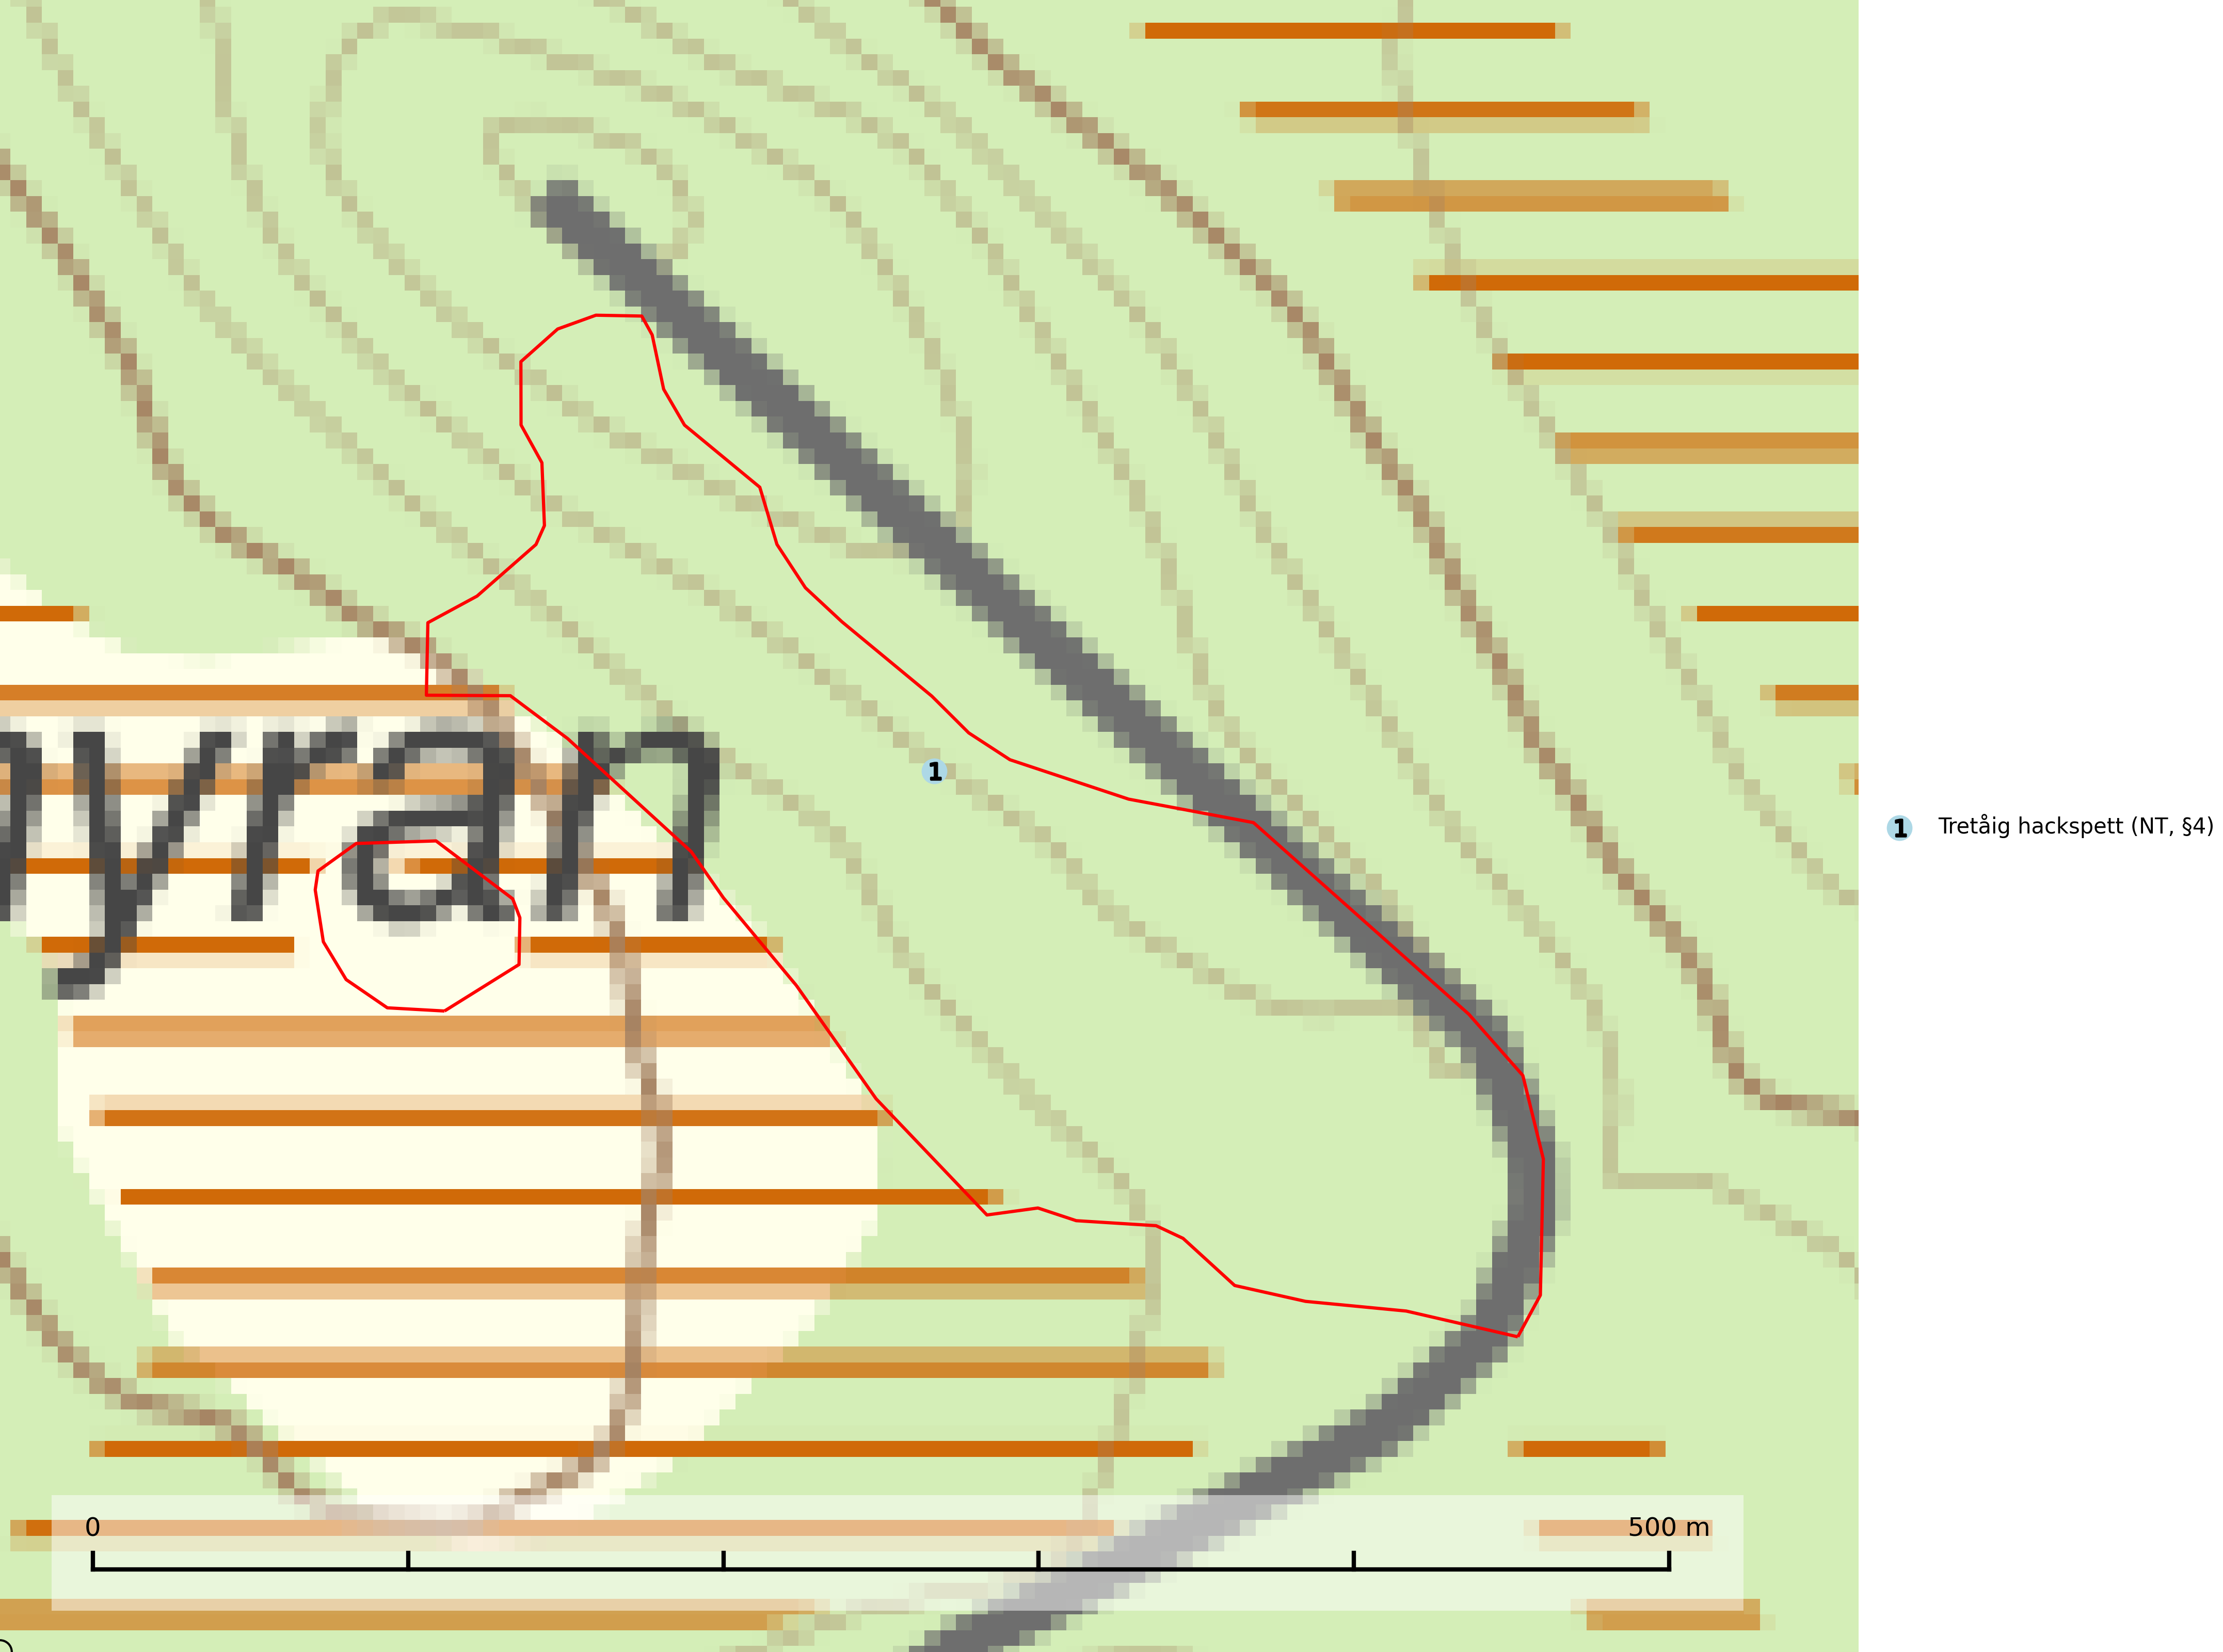 yran
1
1 Tretåig hackspett (NT, §4)
0 500 m